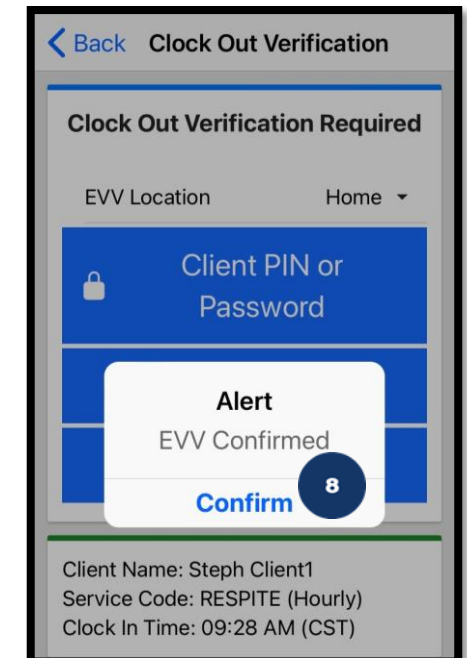 Back Clock Out Verification
Clock Out Verification Required
EVV Location Home
Client PIN or
Password
Alert
EVV Confirmed
Confirm 8
Client Name: Steph Client1
Service Code: RESPITE (Hourly)
Clock In Time: 09:28 AM (CST)